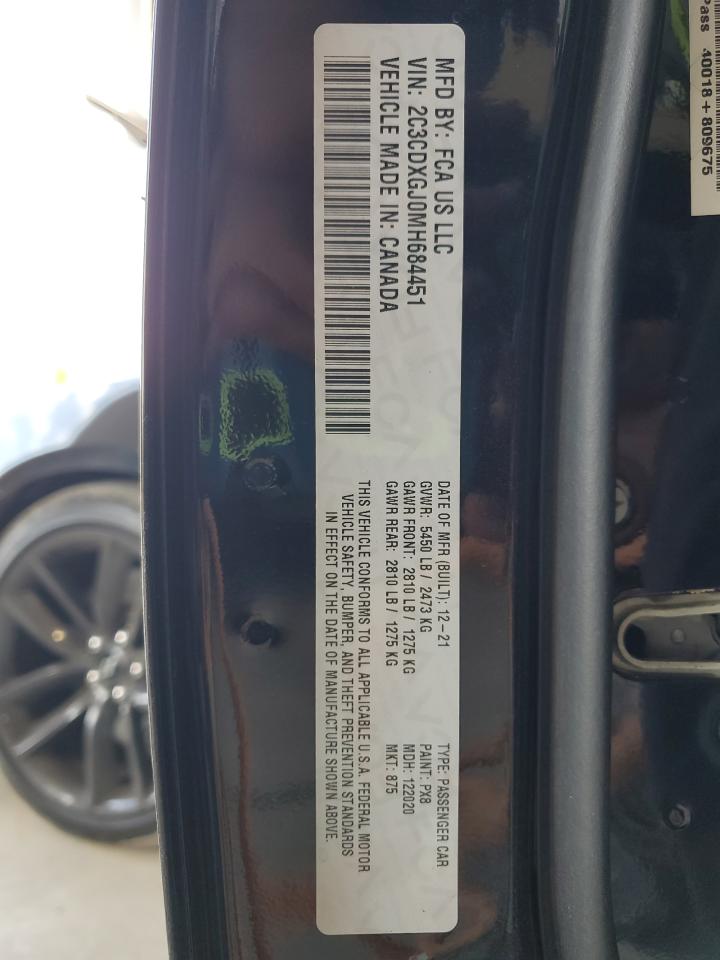 MFD BY: FCA US LLC
VIN: 2C3CDXGJ0MH684451
VEHICLE MADE IN: CANADA
DATE OF MFR (BUILT): 12-21
GVWR: 5450 LB / 2473 KG
GAWR FRONT: 2810 LB / 1275 KG
GAWR REAR: 2810 LB / 1275 KG
TYPE: PASSENGER CAR
PAINT: PX8
MDH: 122020
MKT: 875
THIS VEHICLE CONFORMS TO ALL APPLICABLE U.S.A. FEDERAL MOTOR
VEHICLE SAFETY, BUMPER, AND THEFT PREVENTION STANDARDS
IN EFFECT ON THE DATE OF MANUFACTURE SHOWN ABOVE.
Pass 40018+809675